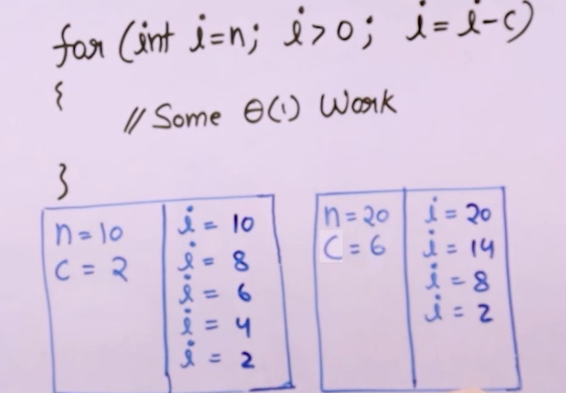 for (int i=n; i>0; i=i-c)
{
// Some Θ(1) Work
}
n=10
C = 2
i = 10
i = 8
i = 6
i = 4
i = 2
n=20
C = 6
i = 20
i = 14
i = 8
i = 2